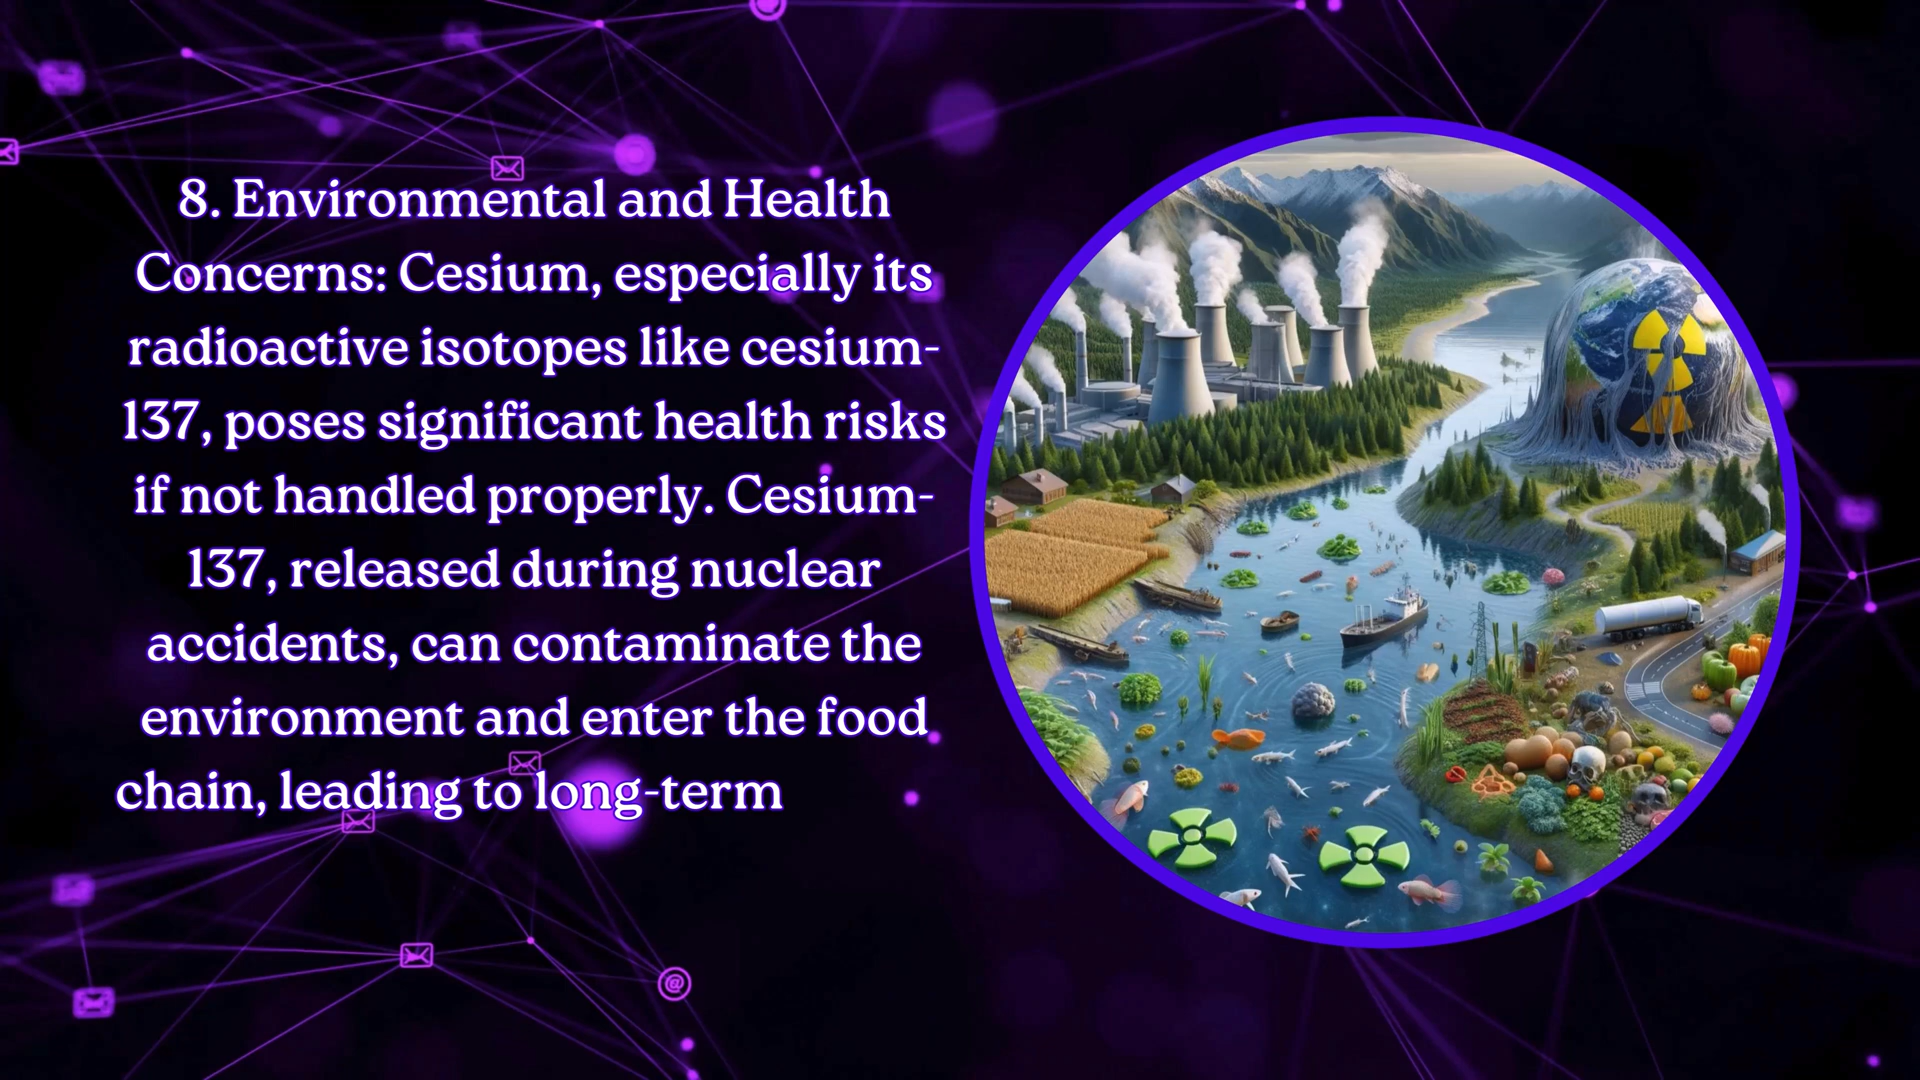 8. Environmental and Health
Concerns: Cesium, especially its
radioactive isotopes like cesium-
137, poses significant health risks
if not handled properly. Cesium-
137, released during nuclear
accidents, can contaminate the
environment and enter the food
chain, leading to long-term
@